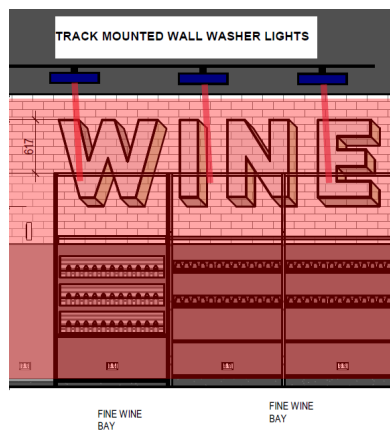 TRACK MOUNTED WALL WASHER LIGHTS
WINE
617
FINE WINE
BAY
FINE WINE
BAY